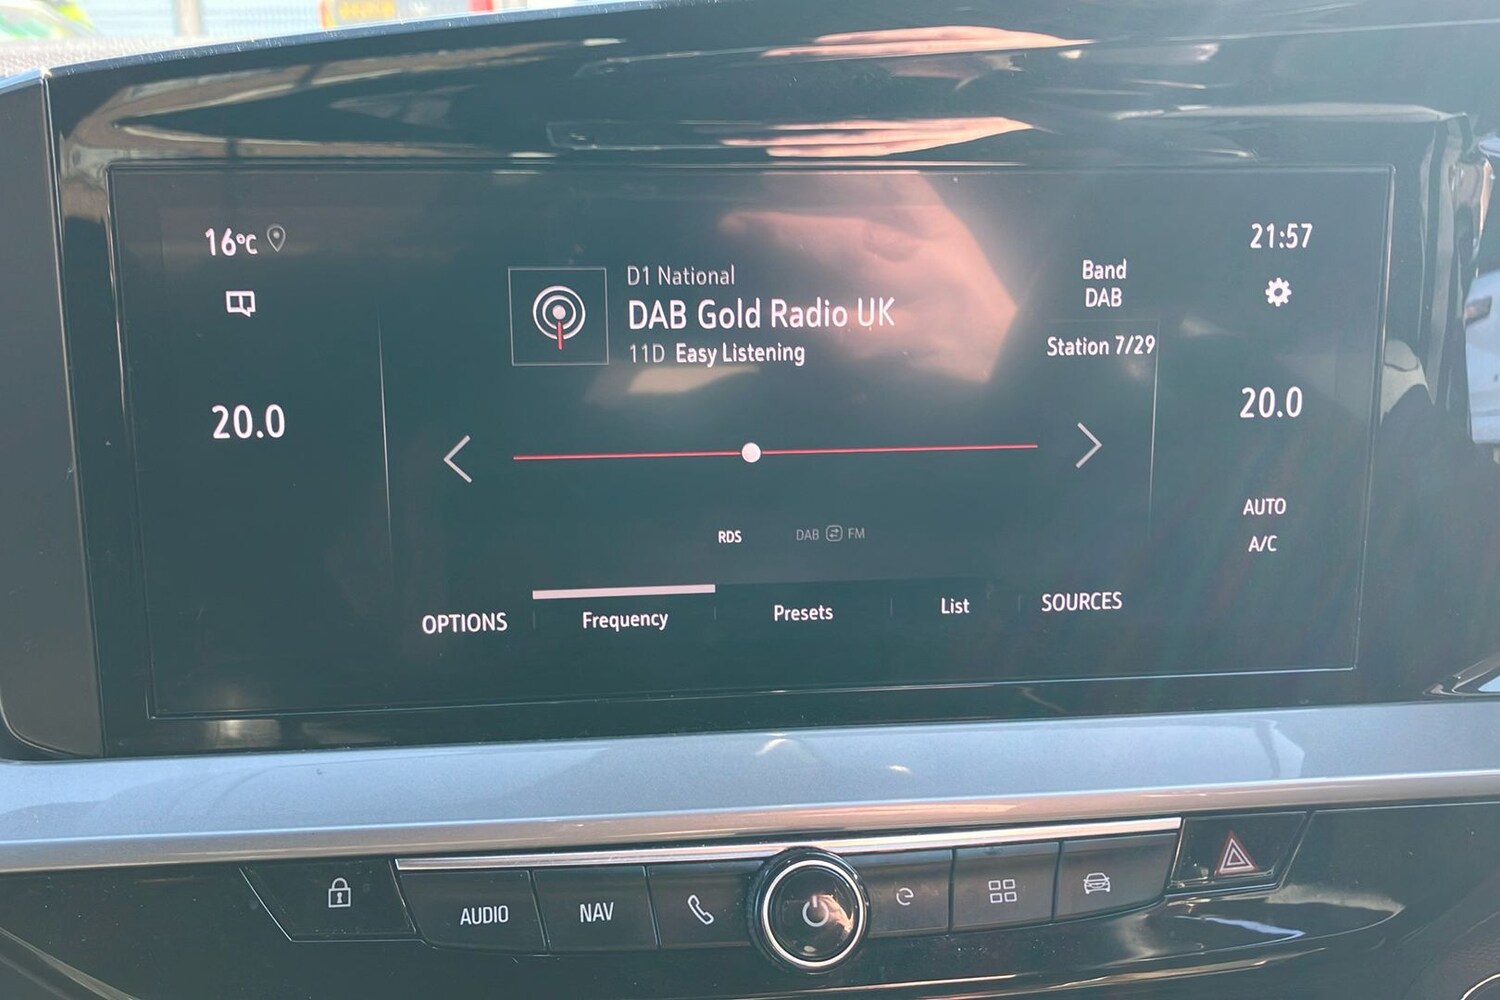 16°C
21:57
D1 National
DAB Gold Radio UK
11D Easy Listening
Band
DAB
Station 7/29
20.0
20.0
AUTO
A/C
RDS
DAB FM
OPTIONS
Frequency
Presets
List
SOURCES
AUDIO
NAV